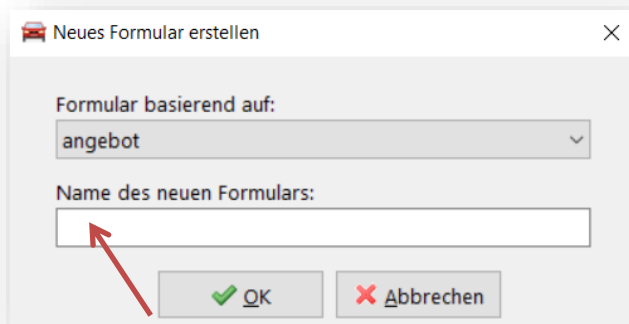 Neues Formular erstellen
Formular basierend auf:
angebot
Name des neuen Formulars:
OK Abbrechen